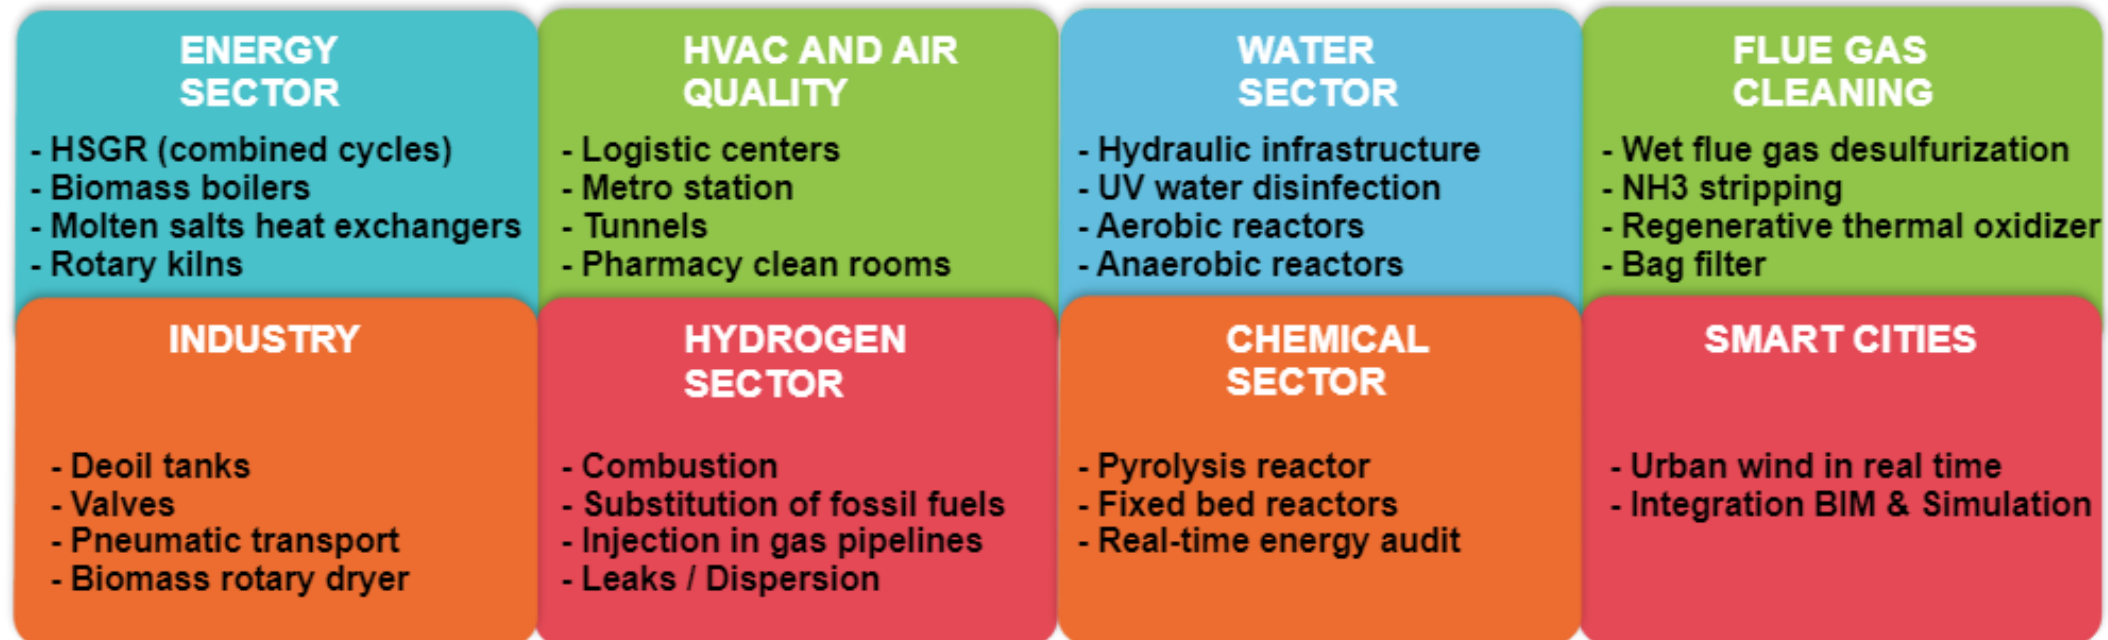 ENERGY
SECTOR
- HSGR (combined cycles)
- Biomass boilers
- Molten salts heat exchangers
- Rotary kilns
HVAC AND AIR
QUALITY
- Logistic centers
- Metro station
- Tunnels
- Pharmacy clean rooms
WATER
SECTOR
- Hydraulic infrastructure
- UV water disinfection
- Aerobic reactors
- Anaerobic reactors
FLUE GAS
CLEANING
- Wet flue gas desulfurization
- NH3 stripping
- Regenerative thermal oxidizer
- Bag filter
INDUSTRY
- Deoil tanks
- Valves
- Pneumatic transport
- Biomass rotary dryer
HYDROGEN
SECTOR
- Combustion
- Substitution of fossil fuels
- Injection in gas pipelines
- Leaks / Dispersion
CHEMICAL
SECTOR
- Pyrolysis reactor
- Fixed bed reactors
- Real-time energy audit
SMART CITIES
- Urban wind in real time
- Integration BIM & Simulation